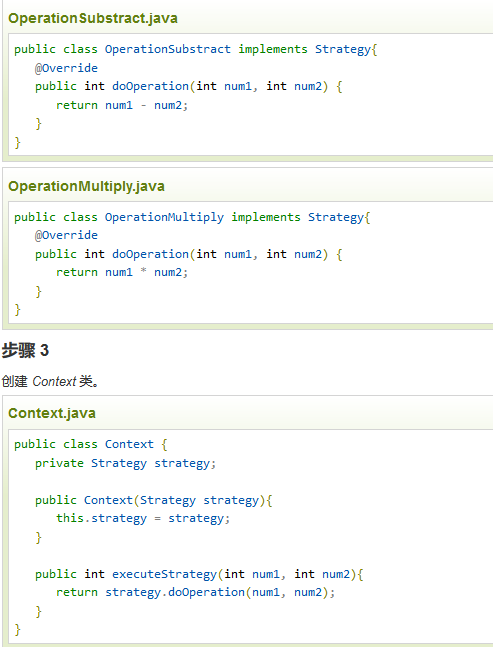 OperationSubstract.java
public class OperationSubstract implements Strategy{
   @Override
   public int doOperation(int num1, int num2) {
      return num1 - num2;
   }
}
OperationMultiply.java
public class OperationMultiply implements Strategy{
   @Override
   public int doOperation(int num1, int num2) {
      return num1 * num2;
   }
}
步骤 3
创建 Context 类。
Context.java
public class Context {
   private Strategy strategy;
   public Context(Strategy strategy){
      this.strategy = strategy;
   }
   public int executeStrategy(int num1, int num2){
      return strategy.doOperation(num1, num2);
   }
}